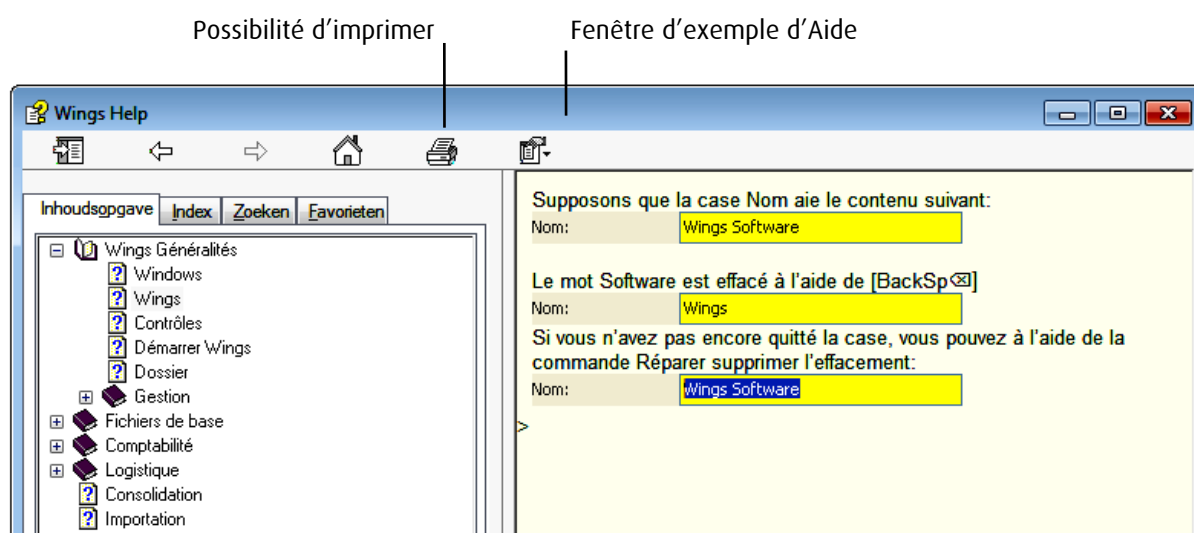 Possibilité d'imprimer
Fenêtre d'exemple d'Aide
Wings Help
Inhoudsopgave Index Zoeken Favorieten
Wings Généralités
Windows
Wings
Contrôles
Démarrer Wings
Dossier
Gestion
Fichiers de base
Comptabilité
Logistique
Consolidation
Importation
Supposons que la case Nom aie le contenu suivant:
Nom: Wings Software
Le mot Software est effacé à l'aide de [BackSp⌫]
Nom: Wings
Si vous n'avez pas encore quitté la case, vous pouvez à l'aide de la
commande Réparer supprimer l'effacement:
Nom: Wings Software
>